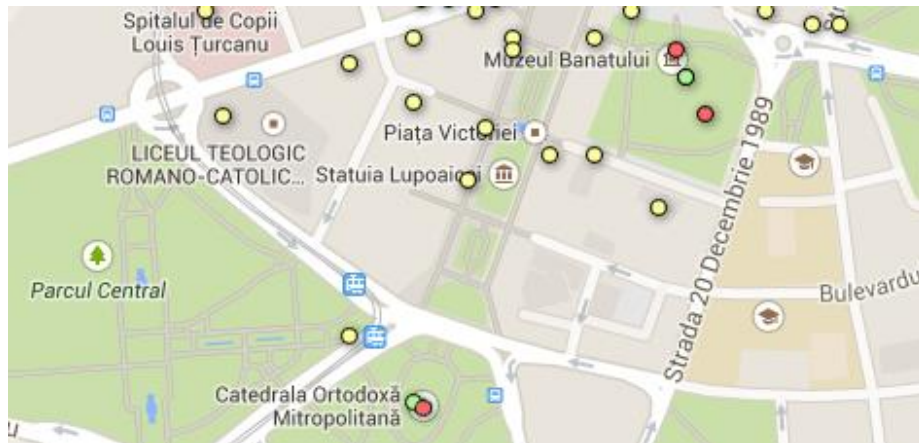 Spitalul de Copii
Louis Țurcanu
Muzeul Banatului
Piața Victoriei
LICEUL TEOLOGIC
ROMANO-CATOLIC...
Statuia Lupoaicei
Strada 20 Decembrie 1989
Parcul Central
Bulevardu
Catedrala Ortodoxă
Mitropolitană